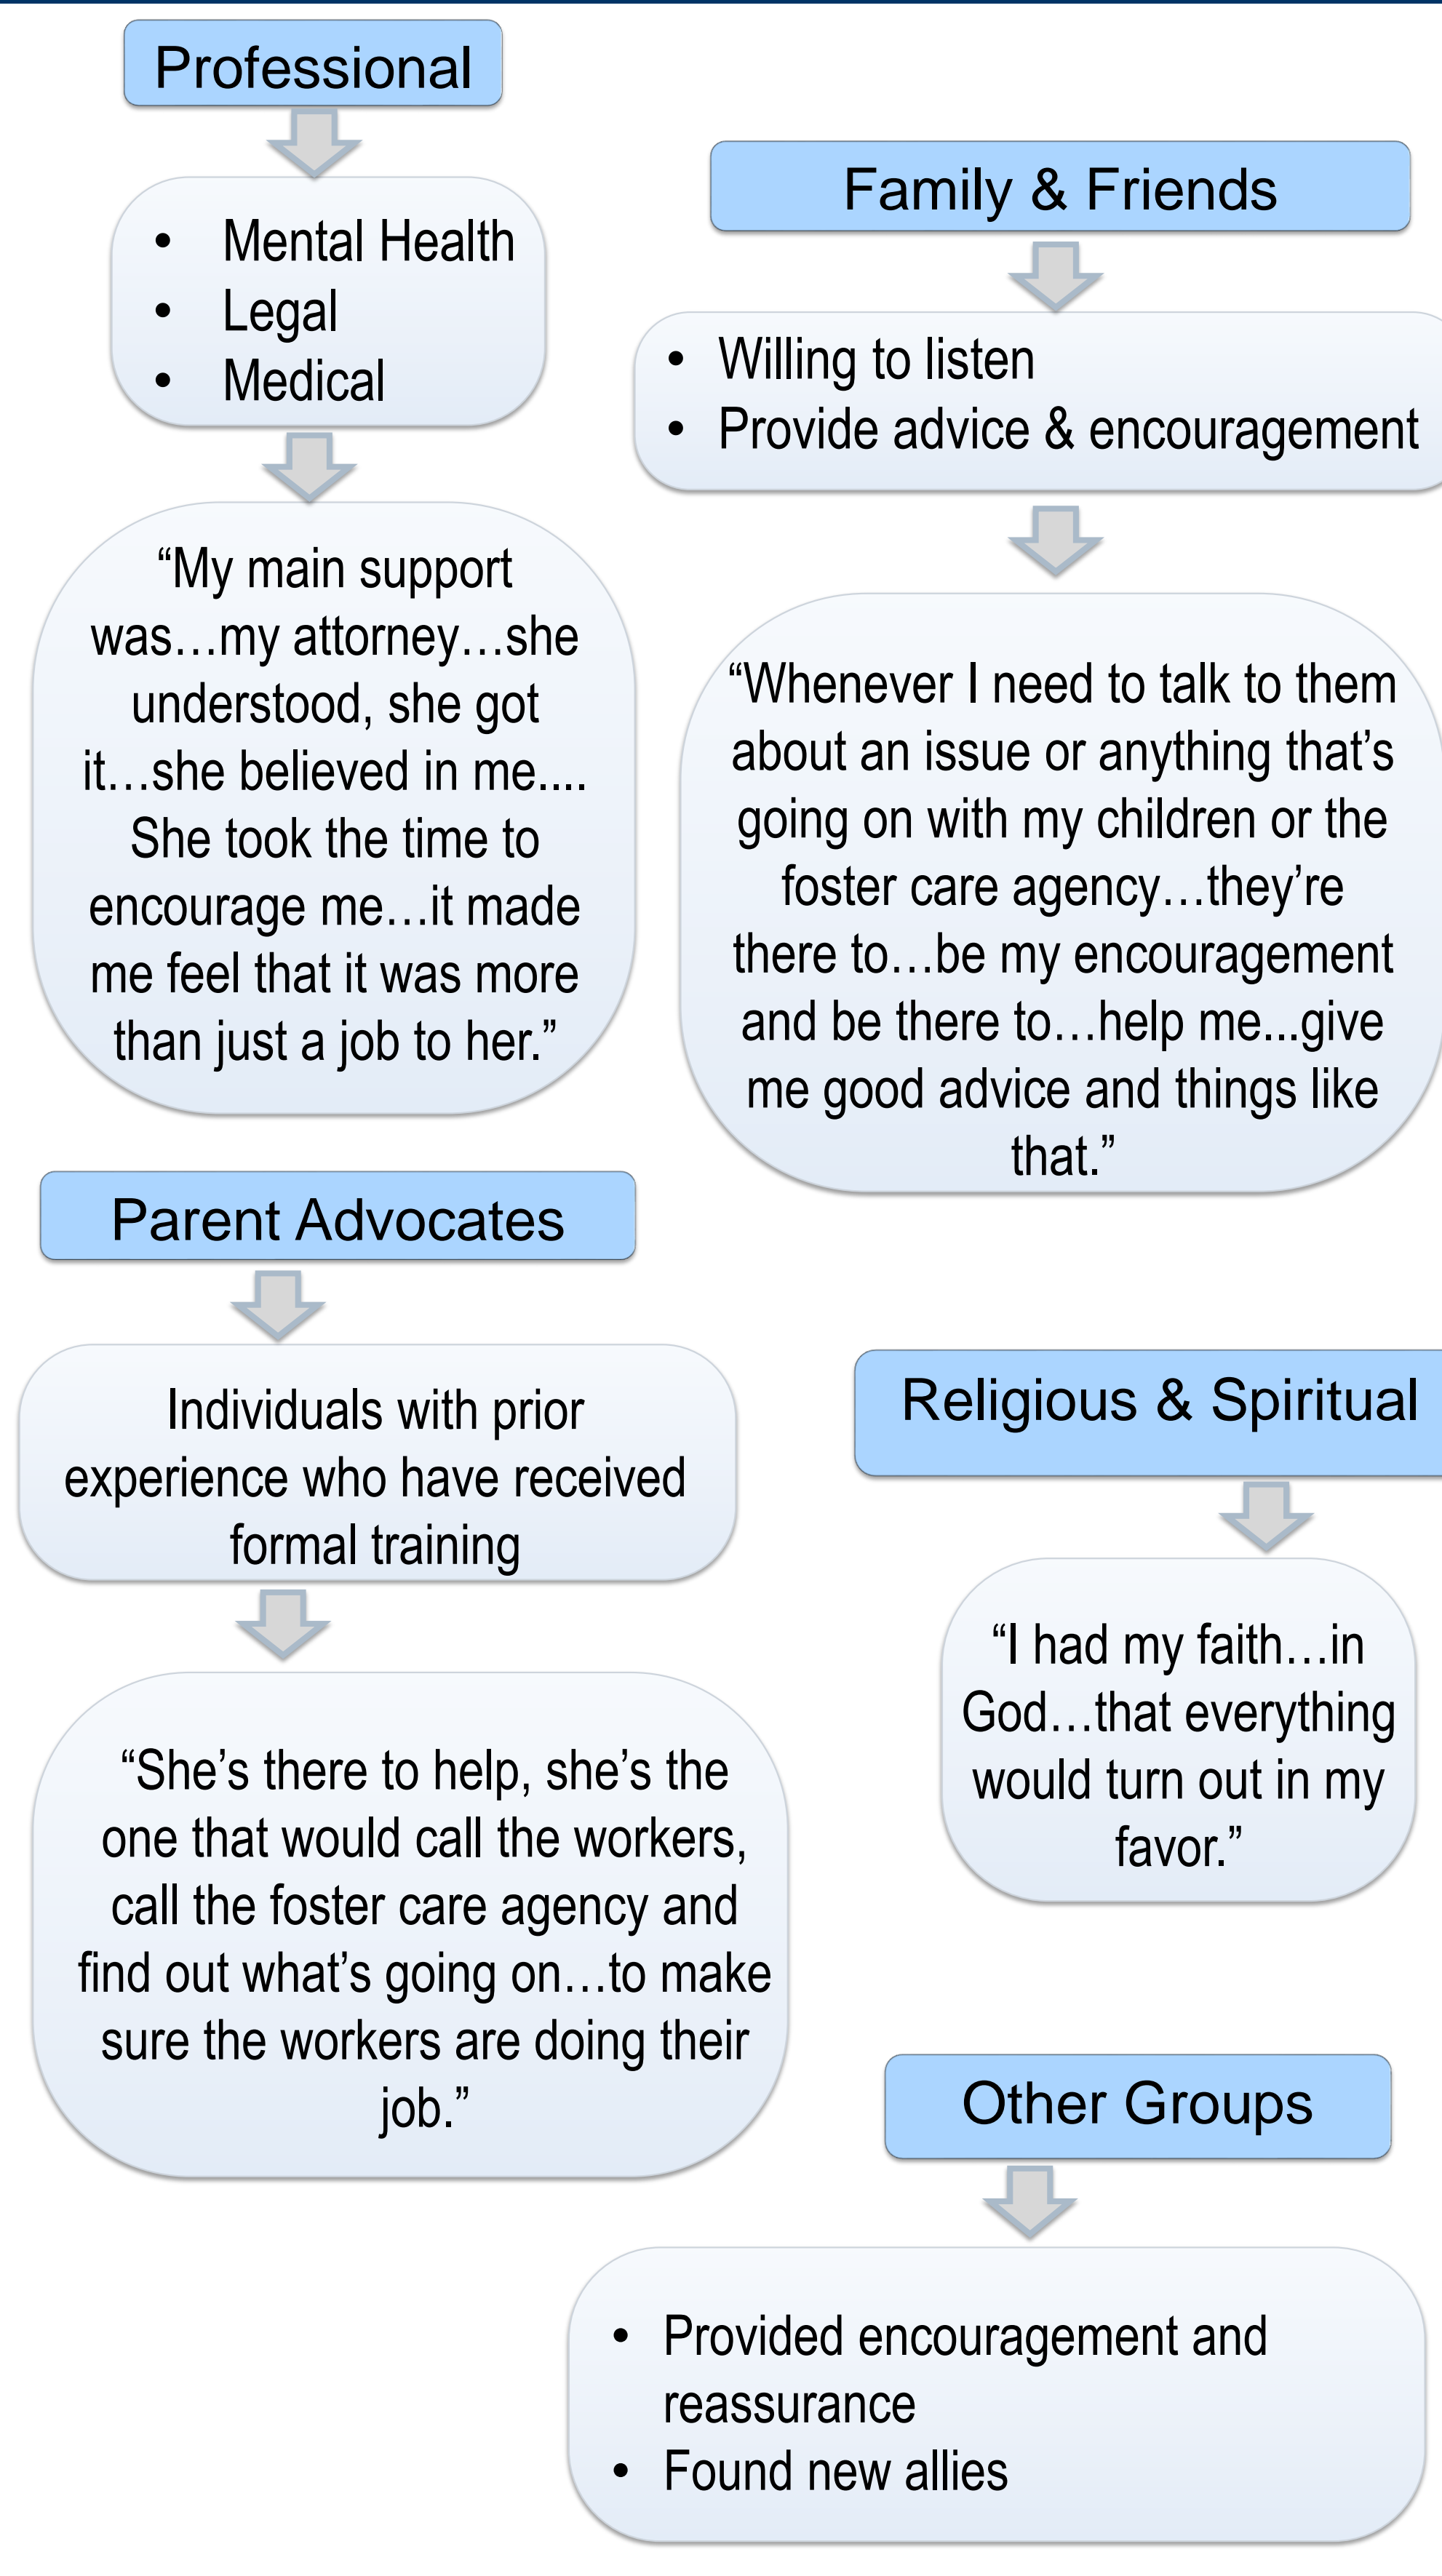 Professional
• Mental Health
• Legal
• Medical
“My main support
was…my attorney…she
understood, she got
it…she believed in me....
She took the time to
encourage me…it made
me feel that it was more
than just a job to her.”
Family & Friends
• Willing to listen
• Provide advice & encouragement
“Whenever I need to talk to them
about an issue or anything that’s
going on with my children or the
foster care agency…they’re
there to…be my encouragement
and be there to…help me...give
me good advice and things like
that.”
Parent Advocates
Individuals with prior
experience who have received
formal training
“She’s there to help, she’s the
one that would call the workers,
call the foster care agency and
find out what’s going on…to make
sure the workers are doing their
job.”
Religious & Spiritual
“I had my faith…in
God…that everything
would turn out in my
favor.”
Other Groups
• Provided encouragement and
reassurance
• Found new allies